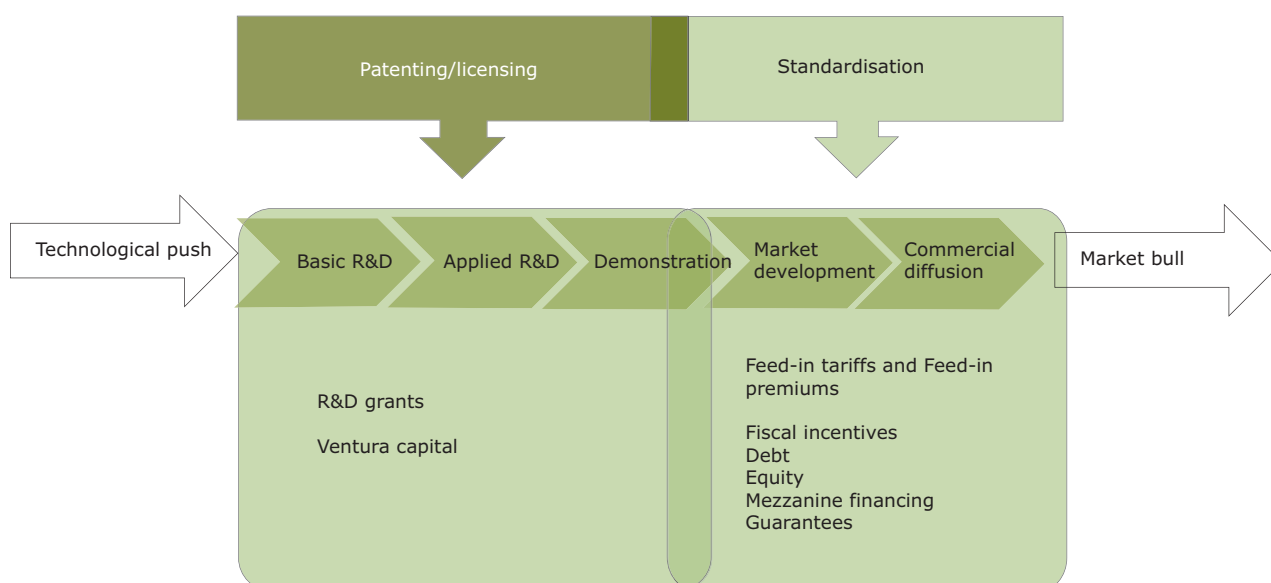 Patenting/licensing
Standardisation
Technological push
Basic R&D
Applied R&D
Demonstration
Market
development
Commercial
diffusion
Market bull
R&D grants
Ventura capital
Feed-in tariffs and Feed-in
premiums
Fiscal incentives
Debt
Equity
Mezzanine financing
Guarantees